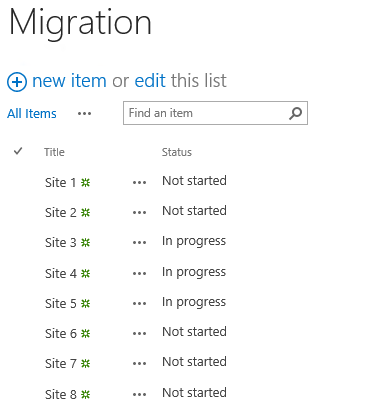 Migration
new item or edit this list
All Items ••• Find an item
Title Status
Site 1 ••• Not started
Site 2 ••• Not started
Site 3 ••• In progress
Site 4 ••• In progress
Site 5 ••• In progress
Site 6 ••• Not started
Site 7 ••• Not started
Site 8 ••• Not started